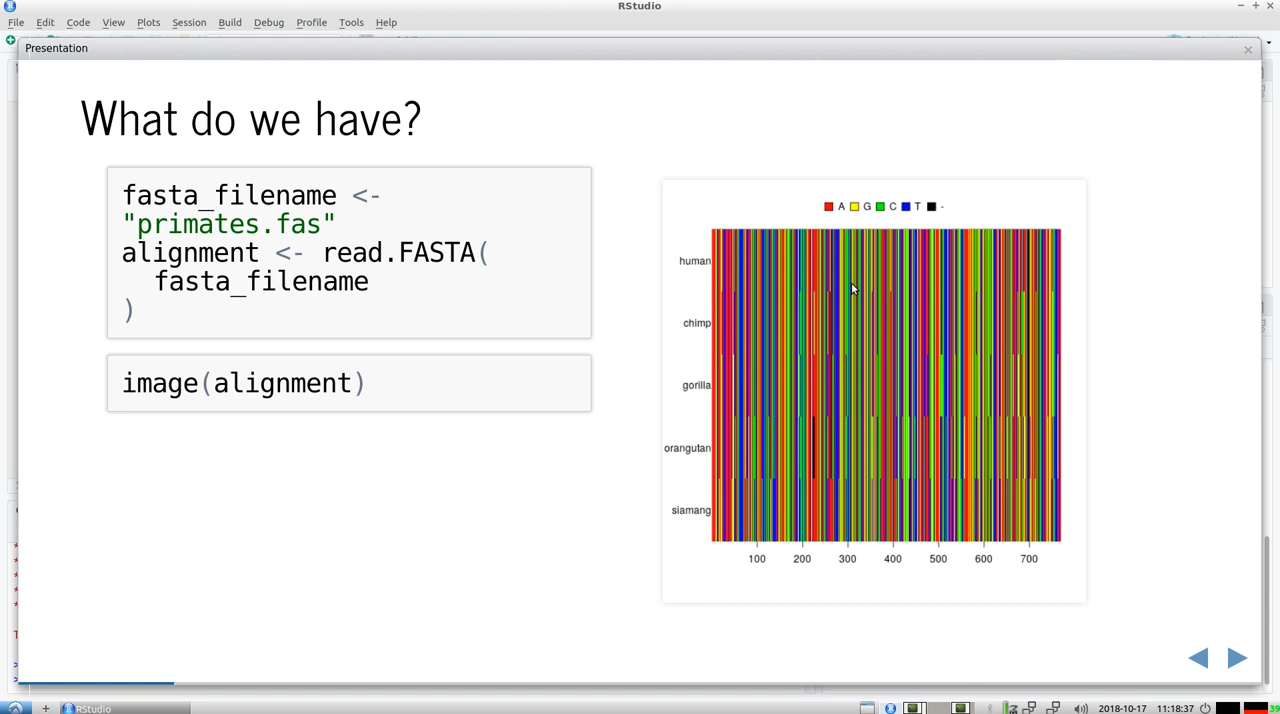 RStudio
File Edit Code View Plots Session Build Debug Profile Tools Help
Presentation
What do we have?
fasta_filename <-
"primates.fas"
alignment <- read.FASTA(
fasta_filename
)
image(alignment)
A G C T -
human
chimp
gorilla
orangutan
siamang
100 200 300 400 500 600 700
RStudio
2018-10-17 11:18:37
39